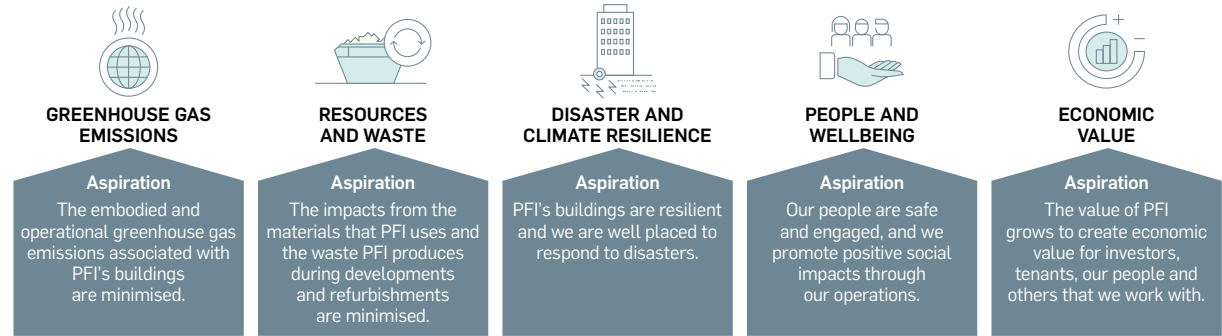 GREENHOUSE GAS
EMISSIONS
Aspiration
The embodied and
operational greenhouse gas
emissions associated with
PFI's buildings
are minimised.
RESOURCES
AND WASTE
Aspiration
The impacts from the
materials that PFI uses and
the waste PFI produces
during developments
and refurbishments
are minimised.
DISASTER AND
CLIMATE RESILIENCE
Aspiration
PFI's buildings are resilient
and we are well placed to
respond to disasters.
PEOPLE AND
WELLBEING
Aspiration
Our people are safe
and engaged, and we
promote positive social
impacts through
our operations.
ECONOMIC
VALUE
Aspiration
The value of PFI
grows to create economic
value for investors,
tenants, our people and
others that we work with.